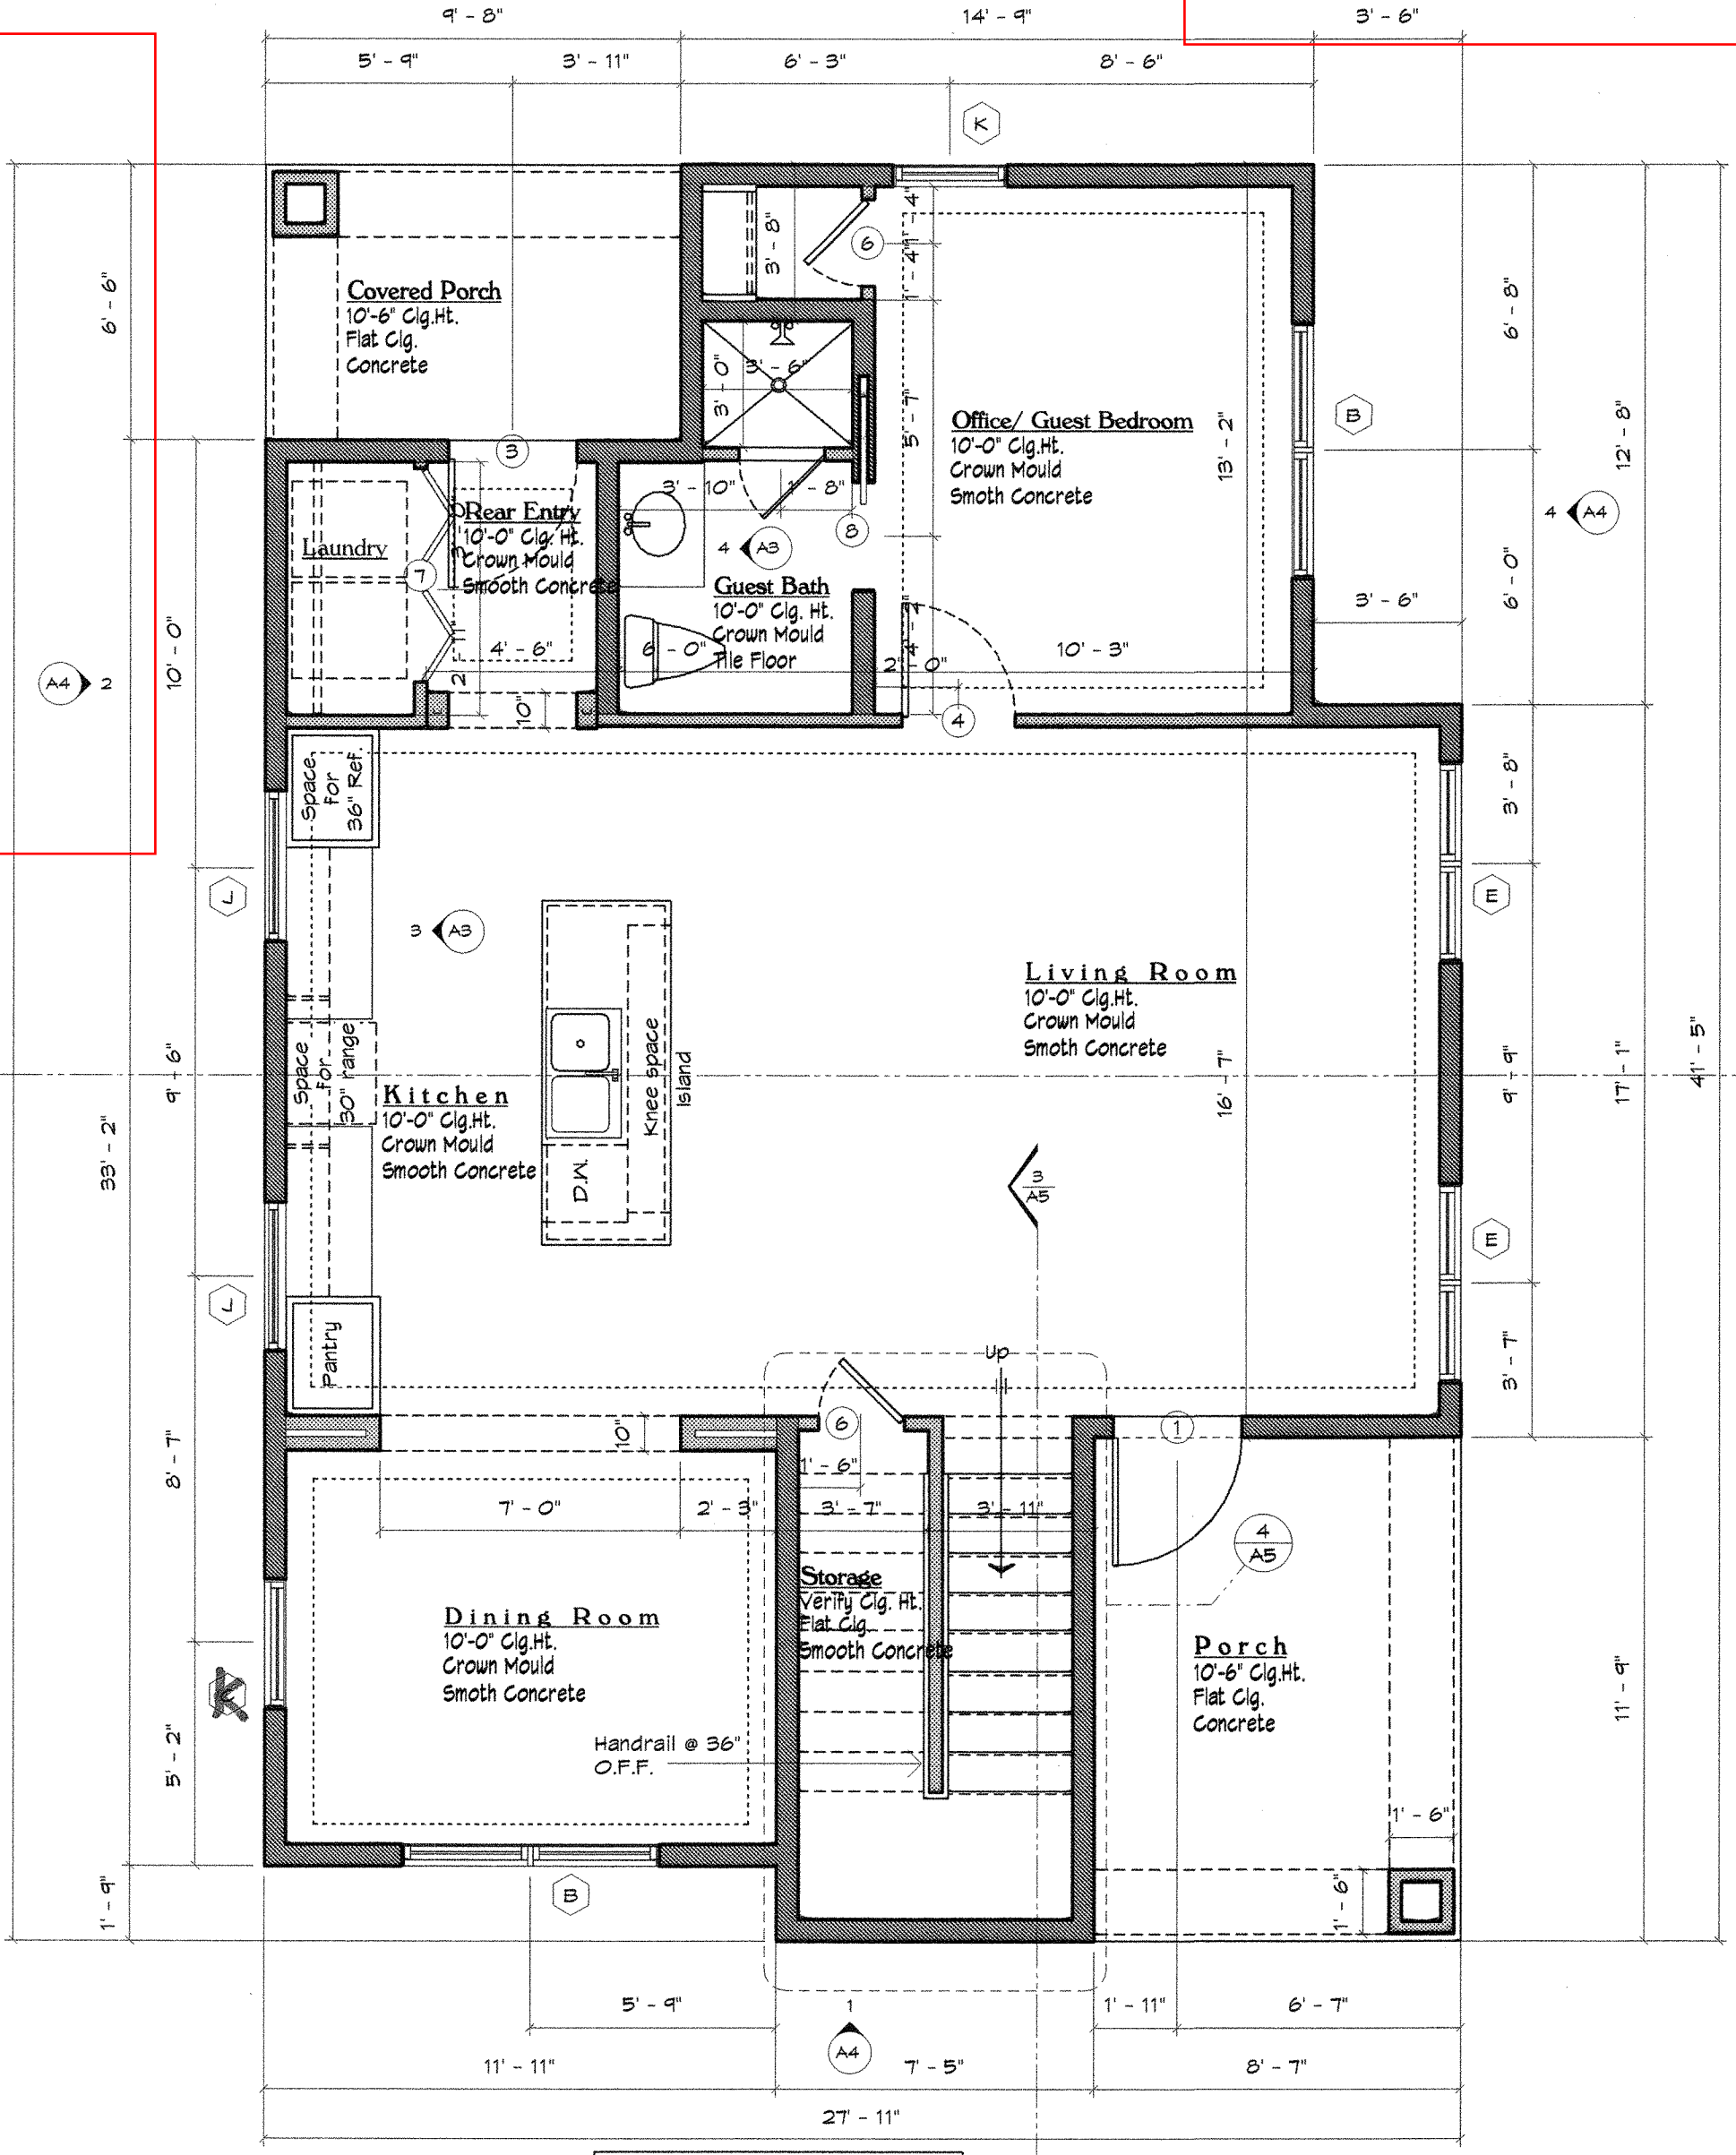 9' - 8"
14' - 9"
3' - 6"
5' - 9"
3' - 11"
6' - 3"
8' - 6"
K
6' - 6"
Covered Porch
10'-6" Clg.Ht.
Flat Clg.
Concrete
3' - 8"
6
1' - 4"
1' - 4"
6' - 8"
3' - 0"
3' - 6"
5' - 7"
Office/ Guest Bedroom
10'-0" Clg.Ht.
Crown Mould
Smoth Concrete
13' - 2"
B
12' - 8"
3
Laundry
7
Rear Entry
10'-0" Clg. Ht.
Crown Mould
Smooth Concrete
4' - 6"
10"
3' - 10"
1' - 8"
8
4
A3
Guest Bath
10'-0" Clg. Ht.
Crown Mould
Tile Floor
6' - 0"
2' - 0"
10' - 3"
4
4
A4
6' - 0"
3' - 6"
A4
2
10' - 0"
Space
for
36" Ref.
3' - 8"
L
3
A3
E
Living Room
10'-0" Clg.Ht.
Crown Mould
Smoth Concrete
16' - 7"
9' - 9"
17' - 1"
41' - 5"
9' - 6"
33' - 2"
Space
for
30" range
Kitchen
10'-0" Clg.Ht.
Crown Mould
Smooth Concrete
D.W.
Knee space
Island
3
A5
E
L
Pantry
3' - 7"
Up
6
1
10"
1' - 6"
8' - 7"
7' - 0"
2' - 3"
3' - 7"
3' - 11"
4
A5
Storage
Verify Clg. Ht.
Flat Clg.
Smooth Concrete
Dining Room
10'-0" Clg.Ht.
Crown Mould
Smoth Concrete
Porch
10'-6" Clg.Ht.
Flat Clg.
Concrete
K
11' - 9"
5' - 2"
Handrail @ 36"
O.F.F.
1' - 6"
1' - 6"
1' - 9"
B
5' - 9"
1
A4
1' - 11"
6' - 7"
11' - 11"
7' - 5"
8' - 7"
27' - 11"